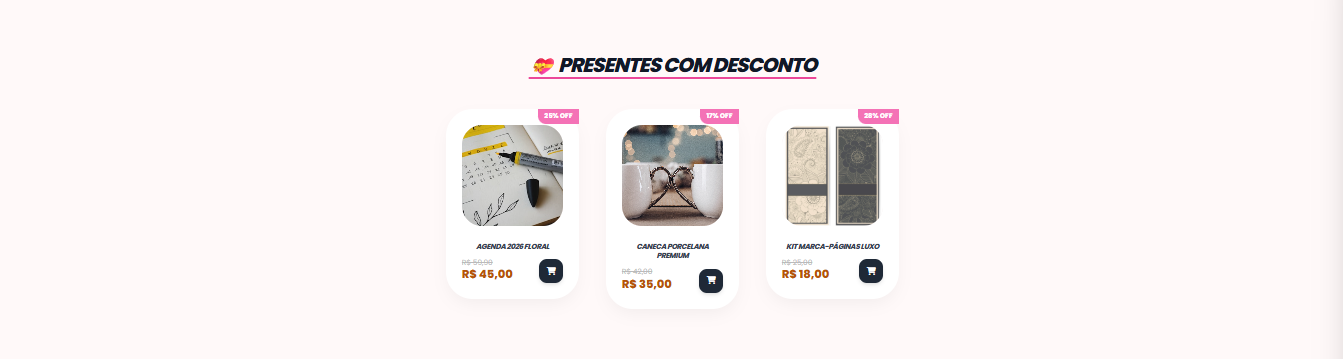 PRESENTES COM DESCONTO
25% OFF
AGENDA 2026 FLORAL
R$ 60,00
R$ 45,00
17% OFF
CANECA PORCELANA
PREMIUM
R$ 42,00
R$ 35,00
28% OFF
KIT MARCA-PÁGINAS LUXO
R$ 25,00
R$ 18,00